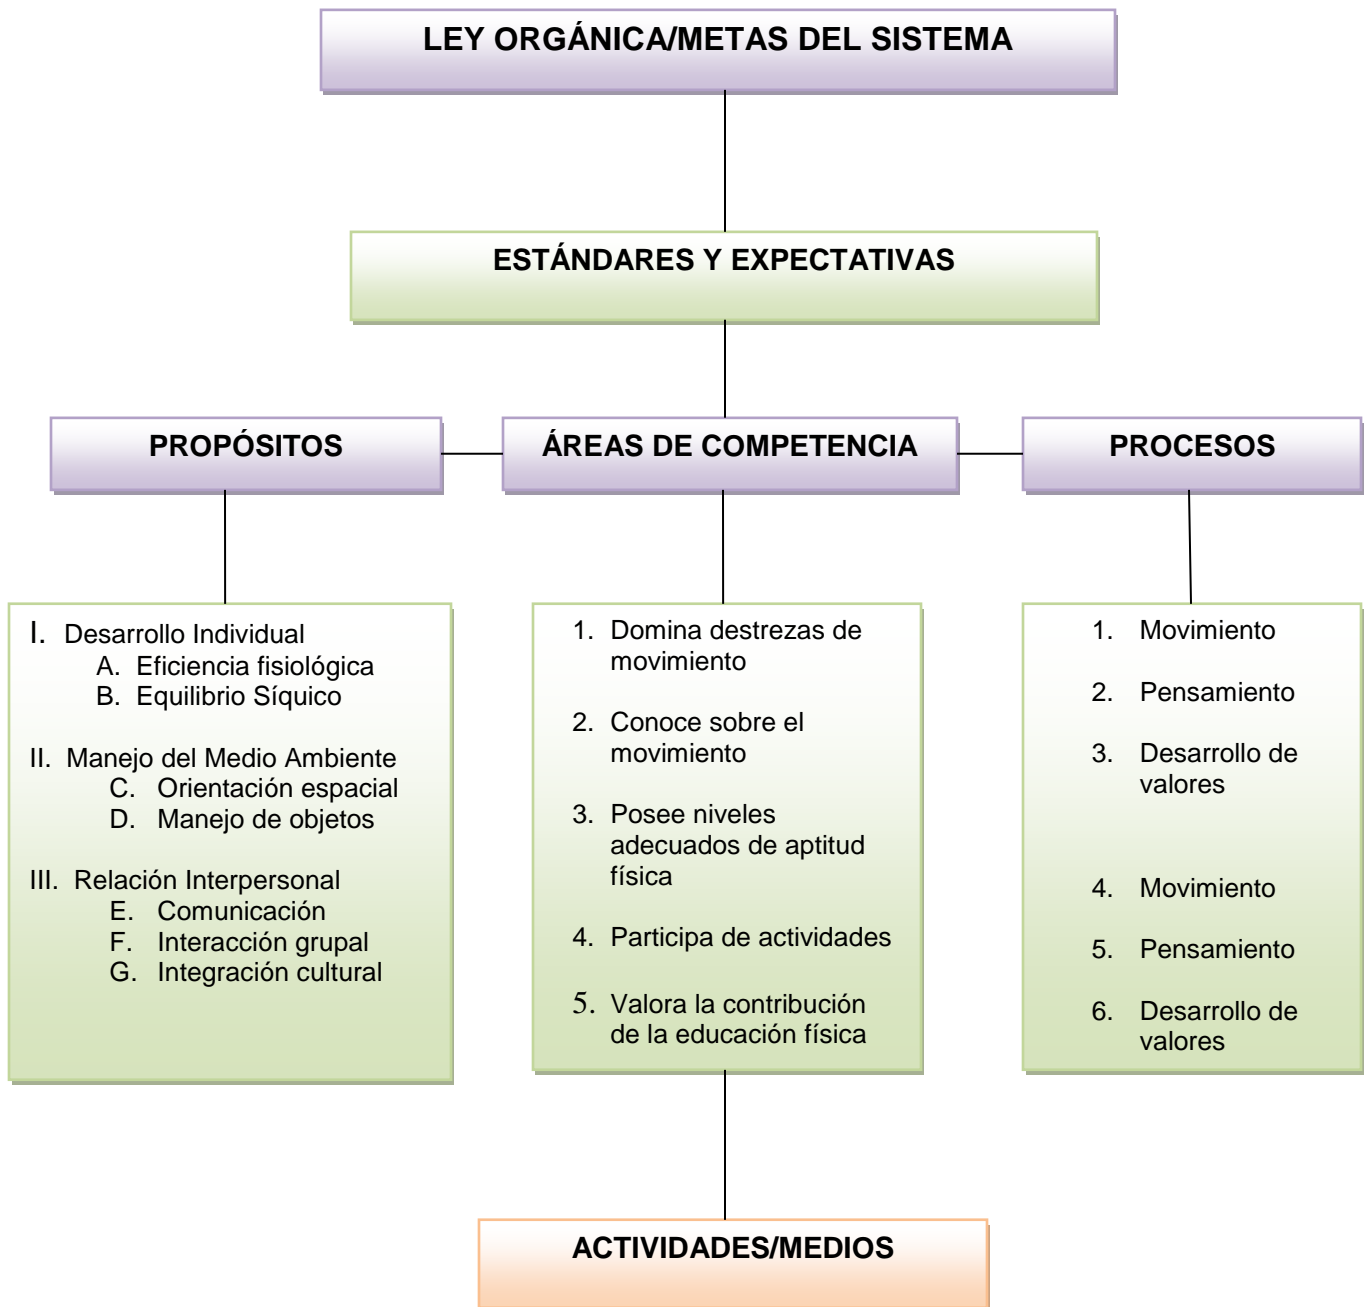 LEY ORGÁNICA/METAS DEL SISTEMA
ESTÁNDARES Y EXPECTATIVAS
PROPÓSITOS
ÁREAS DE COMPETENCIA
PROCESOS
I. Desarrollo Individual
A. Eficiencia fisiológica
B. Equilibrio Síquico
II. Manejo del Medio Ambiente
C. Orientación espacial
D. Manejo de objetos
III. Relación Interpersonal
E. Comunicación
F. Interacción grupal
G. Integración cultural
1. Domina destrezas de
movimiento
2. Conoce sobre el
movimiento
3. Posee niveles
adecuados de aptitud
física
4. Participa de actividades
5. Valora la contribución
de la educación física
1. Movimiento
2. Pensamiento
3. Desarrollo de
valores
4. Movimiento
5. Pensamiento
6. Desarrollo de
valores
ACTIVIDADES/MEDIOS